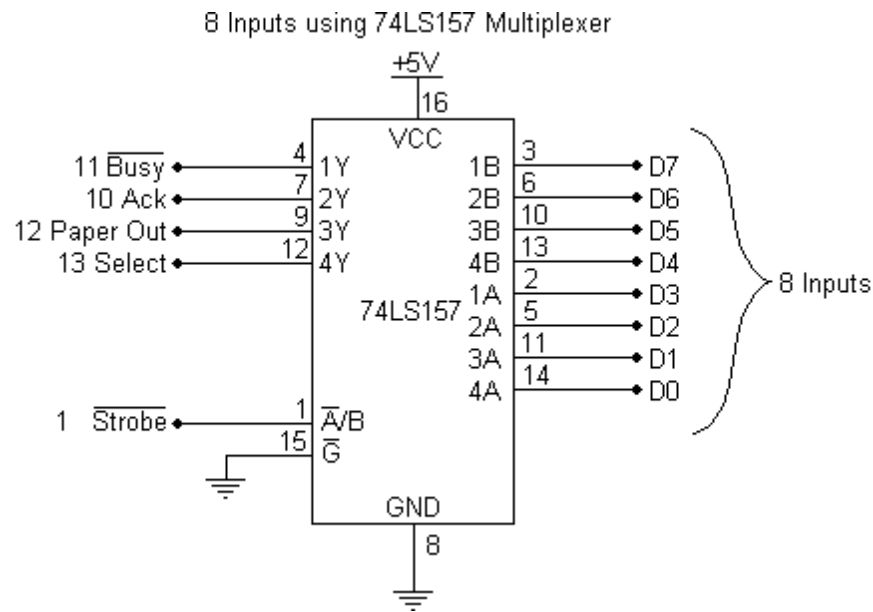 8 Inputs using 74LS157 Multiplexer
+5V
16
VCC
11 Busy 4 1Y 1B 3 D7
10 Ack 7 2Y 2B 6 D6
12 Paper Out 9 3Y 3B 10 D5
13 Select 12 4Y 4B 13 D4
1A 2 D3
8 Inputs
74LS157 2A 5 D2
3A 11 D1
4A 14 D0
1 Strobe 1 A/B
15 G
GND
8